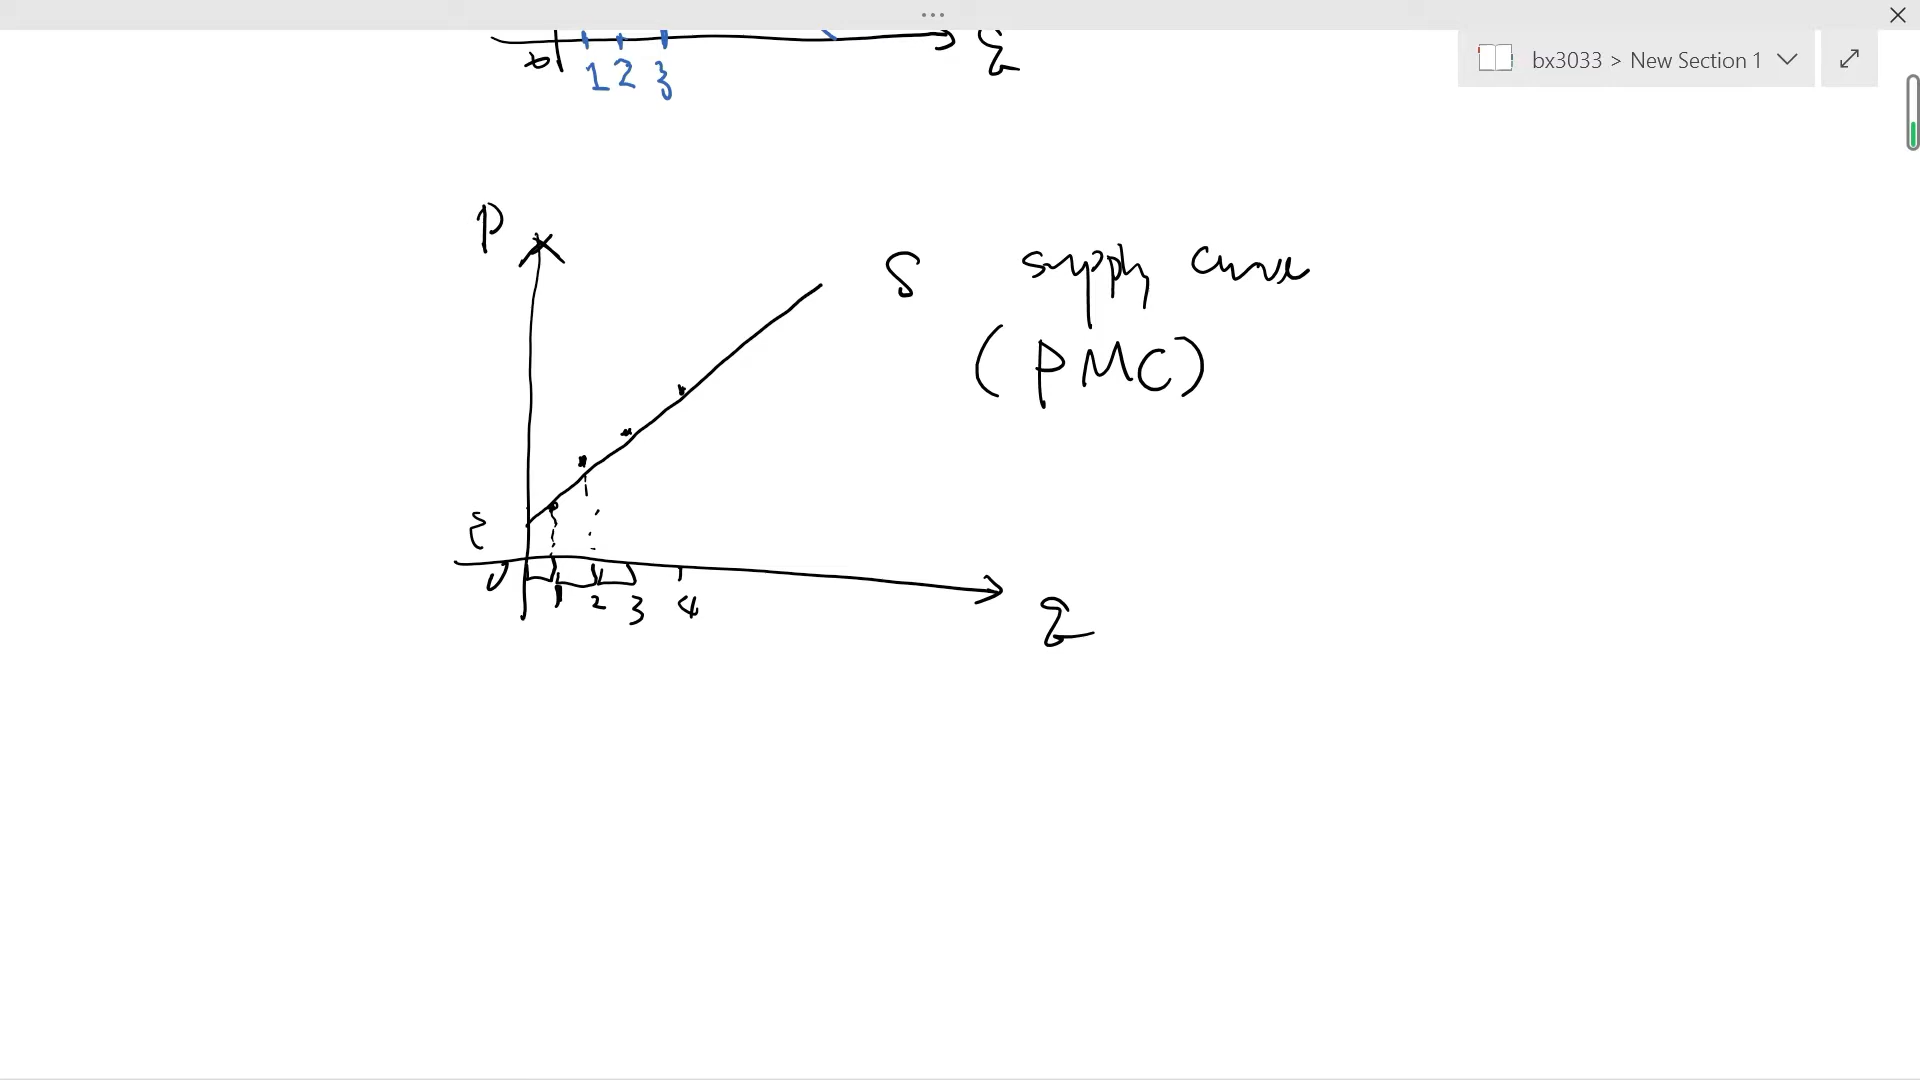 bx3033 > New Section 1
1 2 3
P
S supply curve
(PMC)
0
1 2 3 4